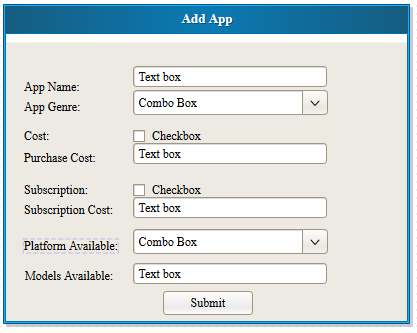 Add App
App Name: Text box
App Genre: Combo Box
Cost: Checkbox
Purchase Cost: Text box
Subscription: Checkbox
Subscription Cost: Text box
Platform Available: Combo Box
Models Available: Text box
Submit